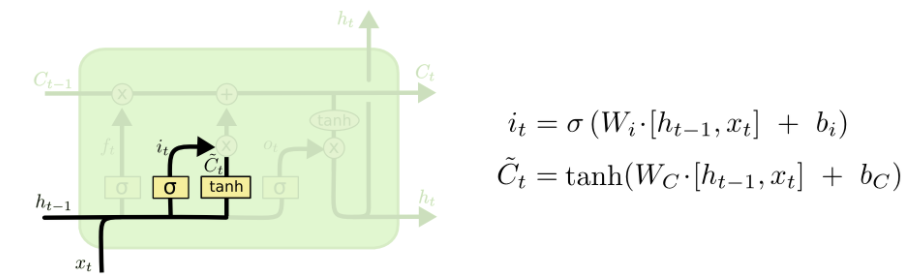 h_t
C_{t-1}
x
+
C_t
tanh
f_t
i_t
x
o_t
x
C̃_t
σ
σ
tanh
σ
h_{t-1}
h_t
x_t
i_t = σ (W_i·[h_{t-1}, x_t] + b_i)
C̃_t = tanh(W_C·[h_{t-1}, x_t] + b_C)